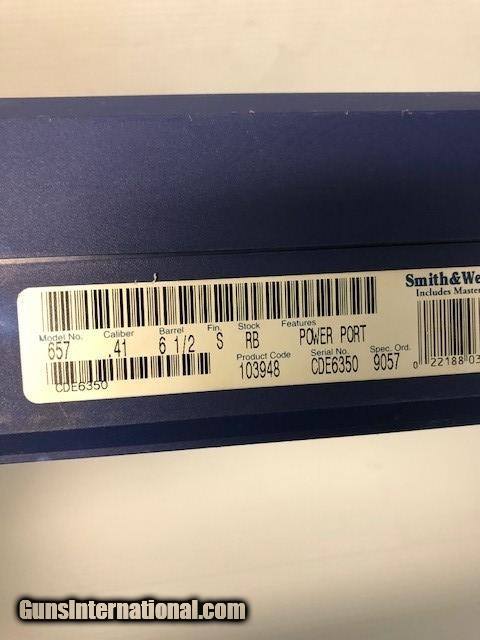 Smith&We
Includes Master
Model No. Caliber Barrel Fin. Stock Features
657 .41 6 1/2 S RB POWER PORT
Product Code Serial No. Spec. Ord.
103948 CDE6350 9057
CDE6350
0 22188 03
GunsInternational.com